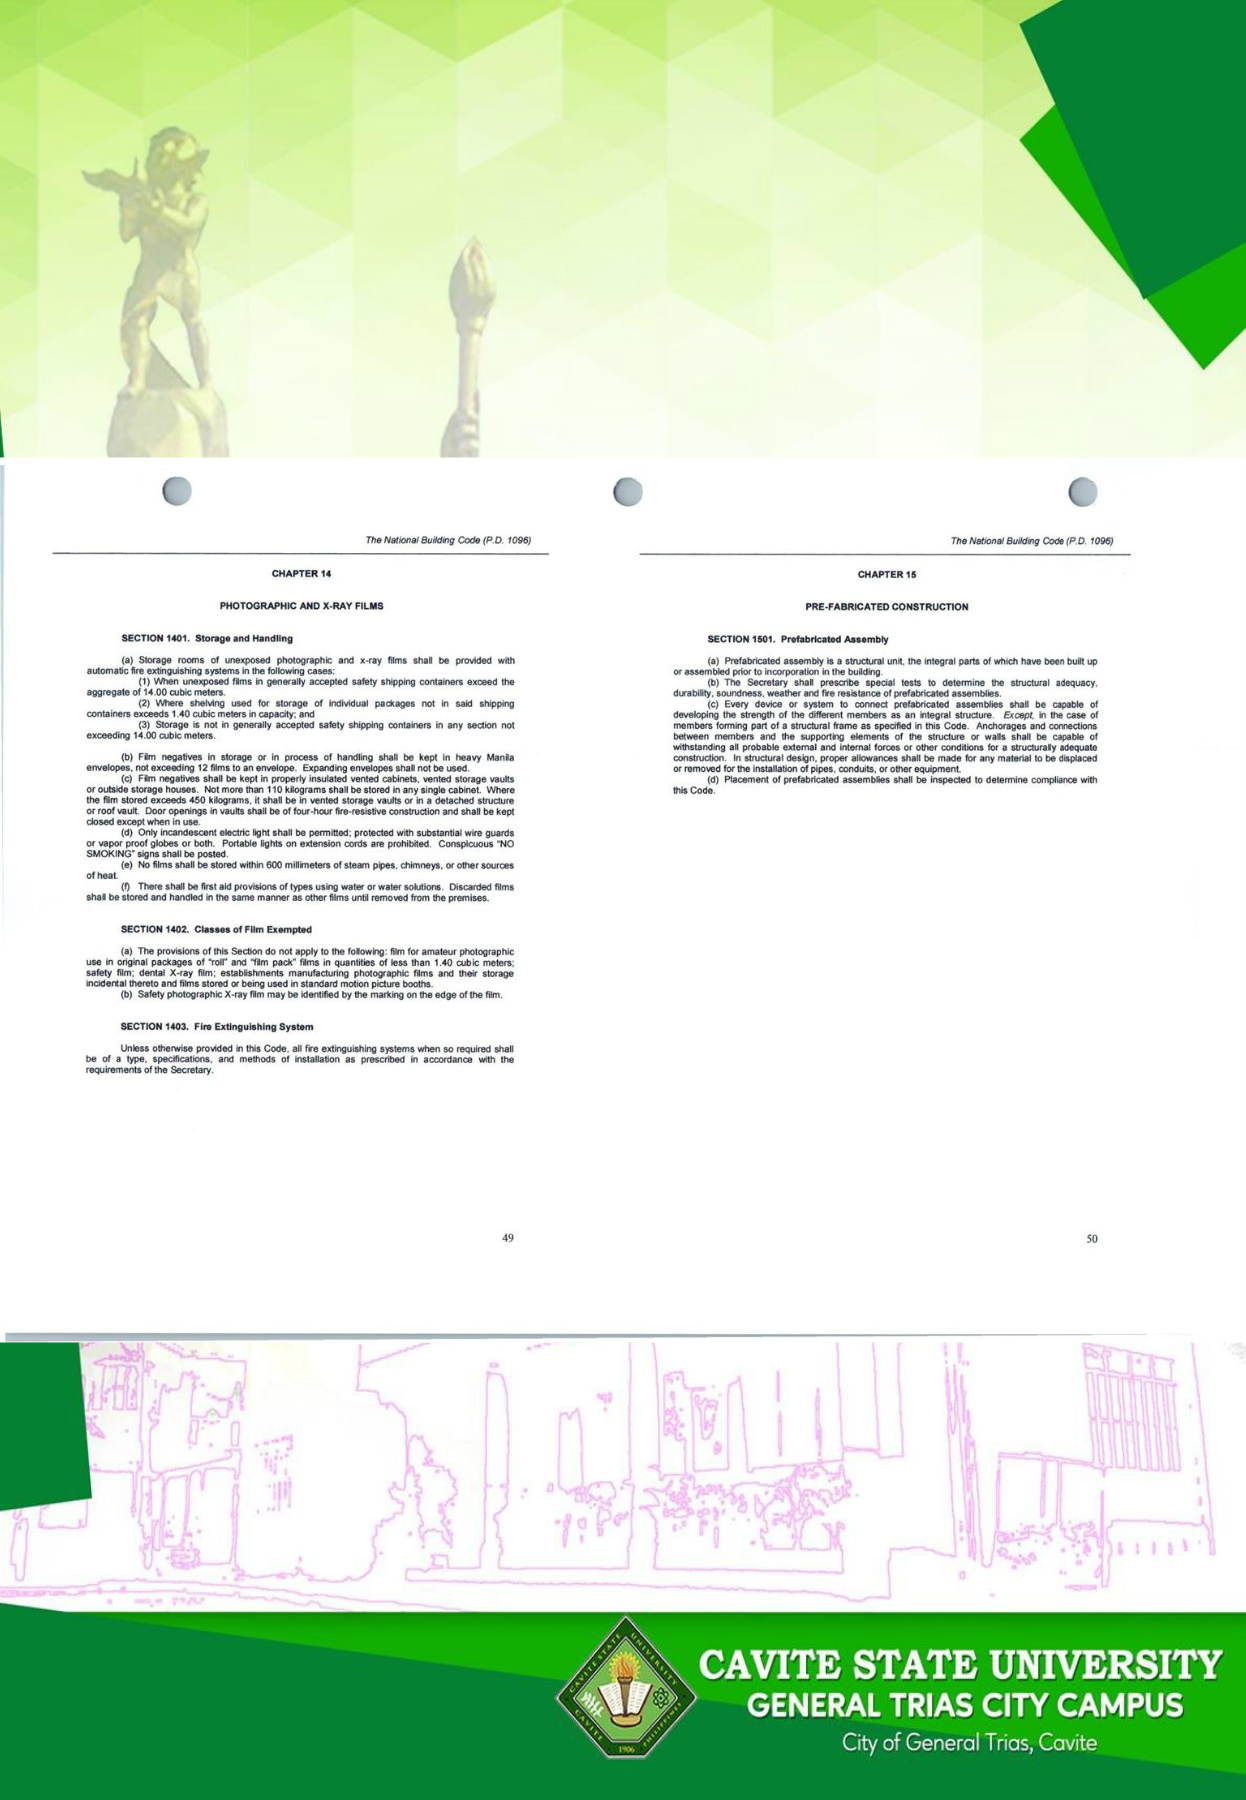 The National Building Code (P.D. 1096)
CHAPTER 14
PHOTOGRAPHIC AND X-RAY FILMS
SECTION 1401. Storage and Handling
(a) Storage rooms of unexposed photographic and x-ray films shall be provided with
automatic fire extinguishing systems in the following cases:
(1) When unexposed films in generally accepted safety shipping containers exceed the
aggregate of 14.00 cubic meters.
(2) Where shelving used for storage of individual packages not in said shipping
containers exceeds 1.40 cubic meters in capacity; and
(3) Storage is not in generally accepted safety shipping containers in any section not
exceeding 14.00 cubic meters.
(b) Film negatives in storage or in process of handling shall be kept in heavy Manila
envelopes, not exceeding 12 films to an envelope. Expanding envelopes shall not be used.
(c) Film negatives shall be kept in properly insulated vented cabinets, vented storage vaults
or outside storage houses. Not more than 110 kilograms shall be stored in any single cabinet. Where
the film stored exceeds 450 kilograms, it shall be in vented storage vaults or in a detached structure
or roof vault. Door openings in vaults shall be of four-hour fire-resistive construction and shall be kept
closed except when in use.
(d) Only incandescent electric light shall be permitted; protected with substantial wire guards
or vapor proof globes or both. Portable lights on extension cords are prohibited. Conspicuous "NO
SMOKING" signs shall be posted.
(e) No films shall be stored within 600 millimeters of steam pipes, chimneys, or other sources
of heat.
(f) There shall be first aid provisions of types using water or water solutions. Discarded films
shall be stored and handled in the same manner as other films until removed from the premises.
SECTION 1402. Classes of Film Exempted
(a) The provisions of this Section do not apply to the following: film for amateur photographic
use in original packages of "roll" and "film pack" films in quantities of less than 1.40 cubic meters;
safety film; dental X-ray film; establishments manufacturing photographic films and their storage
incidental thereto and films stored or being used in standard motion picture booths.
(b) Safety photographic X-ray film may be identified by the marking on the edge of the film.
SECTION 1403. Fire Extinguishing System
Unless otherwise provided in this Code, all fire extinguishing systems when so required shall
be of a type, specifications, and methods of installation as prescribed in accordance with the
requirements of the Secretary.
49
The National Building Code (P.D. 1096)
CHAPTER 15
PRE-FABRICATED CONSTRUCTION
SECTION 1501. Prefabricated Assembly
(a) Prefabricated assembly is a structural unit, the integral parts of which have been built up
or assembled prior to incorporation in the building.
(b) The Secretary shall prescribe special tests to determine the structural adequacy,
durability, soundness, weather and fire resistance of prefabricated assemblies.
(c) Every device or system to connect prefabricated assemblies shall be capable of
developing the strength of the different members as an integral structure. Except, in the case of
members forming part of a structural frame as specified in this Code. Anchorages and connections
between members and the supporting elements of the structure or walls shall be capable of
withstanding all probable external and internal forces or other conditions for a structurally adequate
construction. In structural design, proper allowances shall be made for any material to be displaced
or removed for the installation of pipes, conduits, or other equipment.
(d) Placement of prefabricated assemblies shall be inspected to determine compliance with
this Code.
50
CAVITE STATE UNIVERSITY
CAVITE
PHILIPPINES
1906
CAVITE STATE UNIVERSITY
GENERAL TRIAS CITY CAMPUS
City of General Trias, Cavite